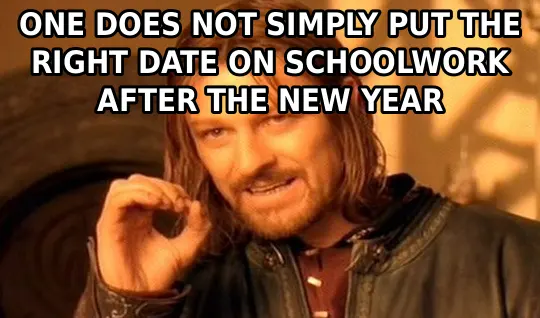 ONE DOES NOT SIMPLY PUT THE
RIGHT DATE ON SCHOOLWORK
AFTER THE NEW YEAR